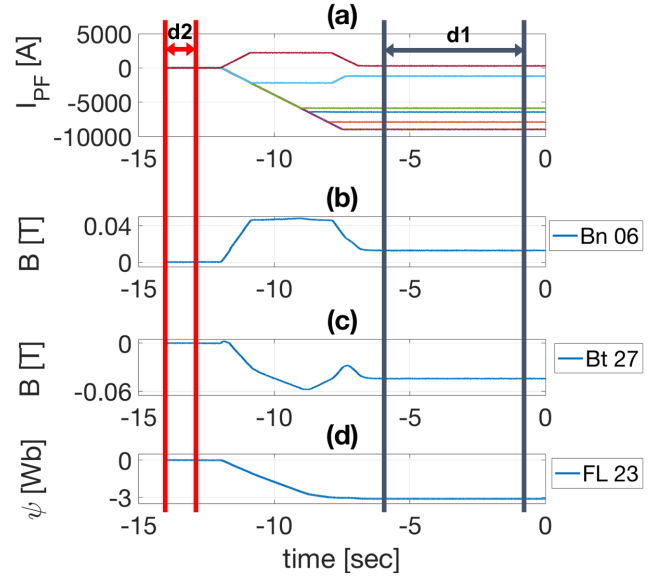 (a)
d2
d1
I_PF [A]
5000
0
-5000
-10000
-15
-10
-5
0
(b)
B [T]
0.04
0
-15
-10
-5
0
Bn 06
(c)
B [T]
0
-0.06
-15
-10
-5
0
Bt 27
(d)
ψ [Wb]
0
-3
-15
-10
-5
0
FL 23
time [sec]